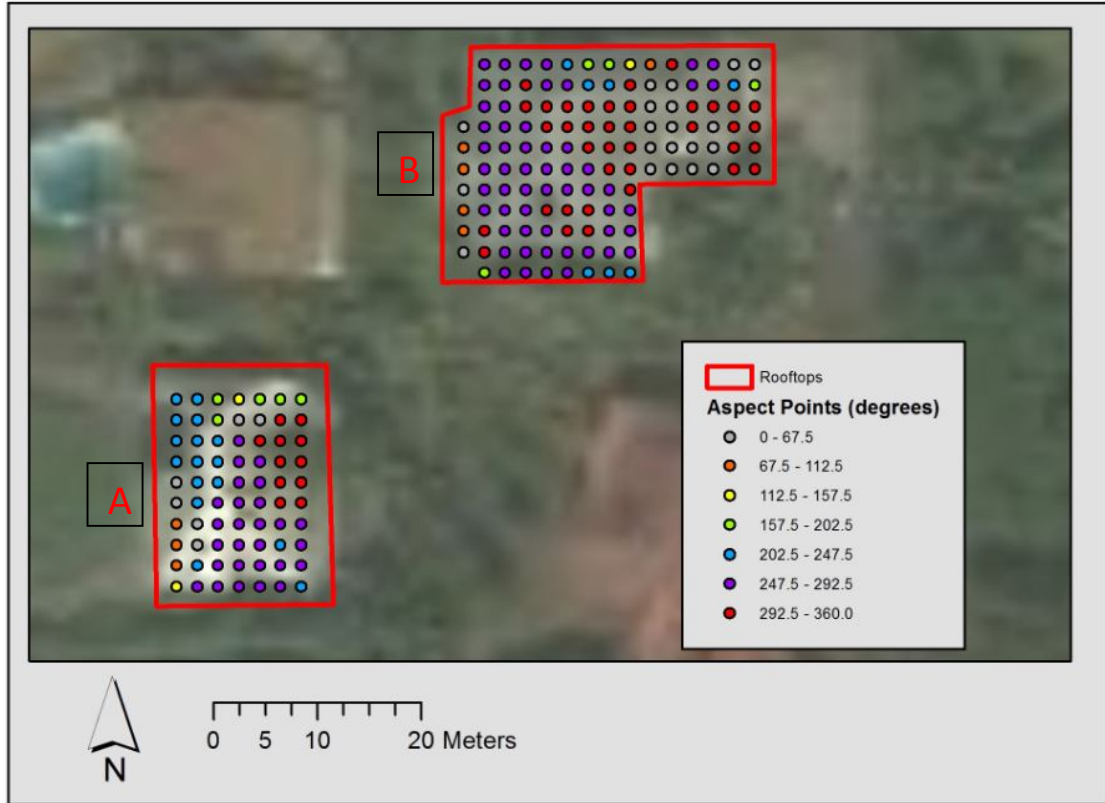 B
A
Rooftops
Aspect Points (degrees)
0 - 67.5
67.5 - 112.5
112.5 - 157.5
157.5 - 202.5
202.5 - 247.5
247.5 - 292.5
292.5 - 360.0
N
0 5 10 20 Meters